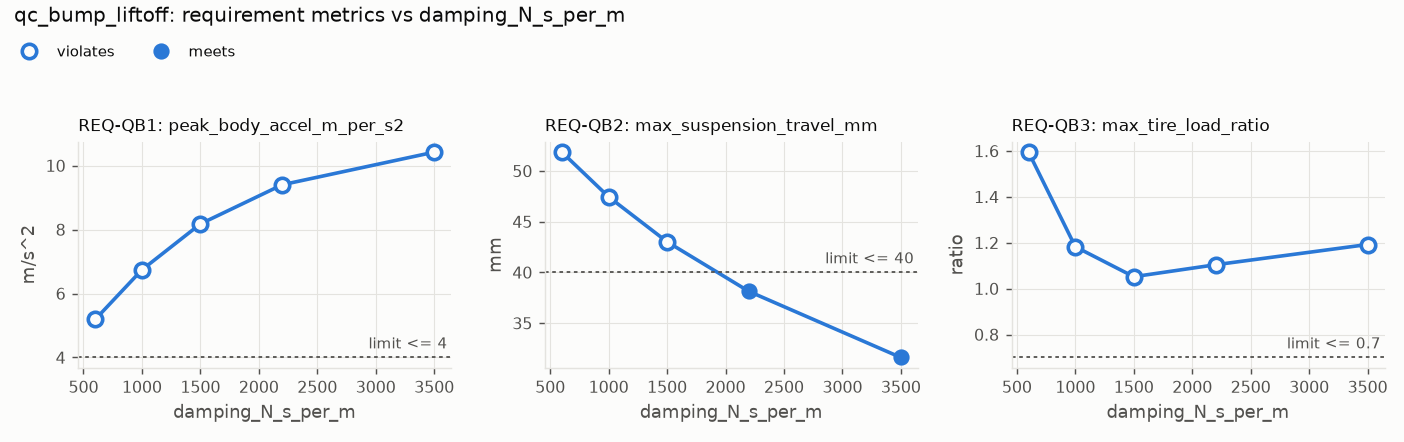 qc_bump_liftoff: requirement metrics vs damping_N_s_per_m
violates
meets
REQ-QB1: peak_body_accel_m_per_s2
m/s^2
10
8
6
4
limit <= 4
500 1000 1500 2000 2500 3000 3500
damping_N_s_per_m
REQ-QB2: max_suspension_travel_mm
mm
50
45
40
35
limit <= 40
500 1000 1500 2000 2500 3000 3500
damping_N_s_per_m
REQ-QB3: max_tire_load_ratio
ratio
1.6
1.4
1.2
1.0
0.8
limit <= 0.7
500 1000 1500 2000 2500 3000 3500
damping_N_s_per_m